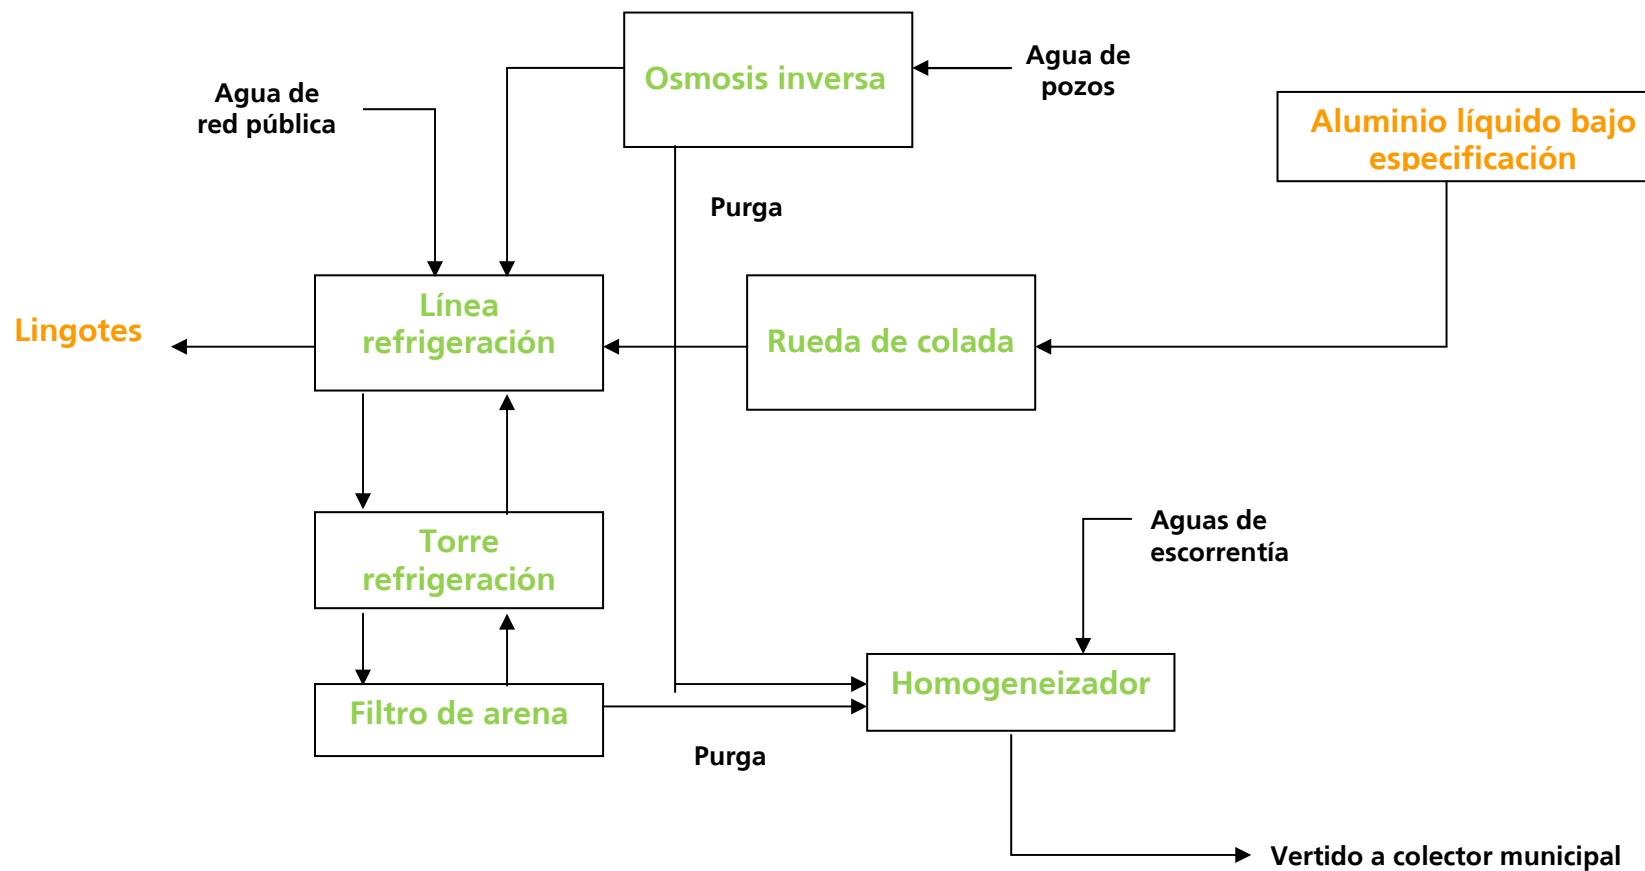 Agua de
pozos
Osmosis inversa
Agua de
red pública
Aluminio líquido bajo
especificación
Purga
Línea
refrigeración
Lingotes
Rueda de colada
Torre
refrigeración
Aguas de
escorrentía
Homogeneizador
Filtro de arena
Purga
Vertido a colector municipal